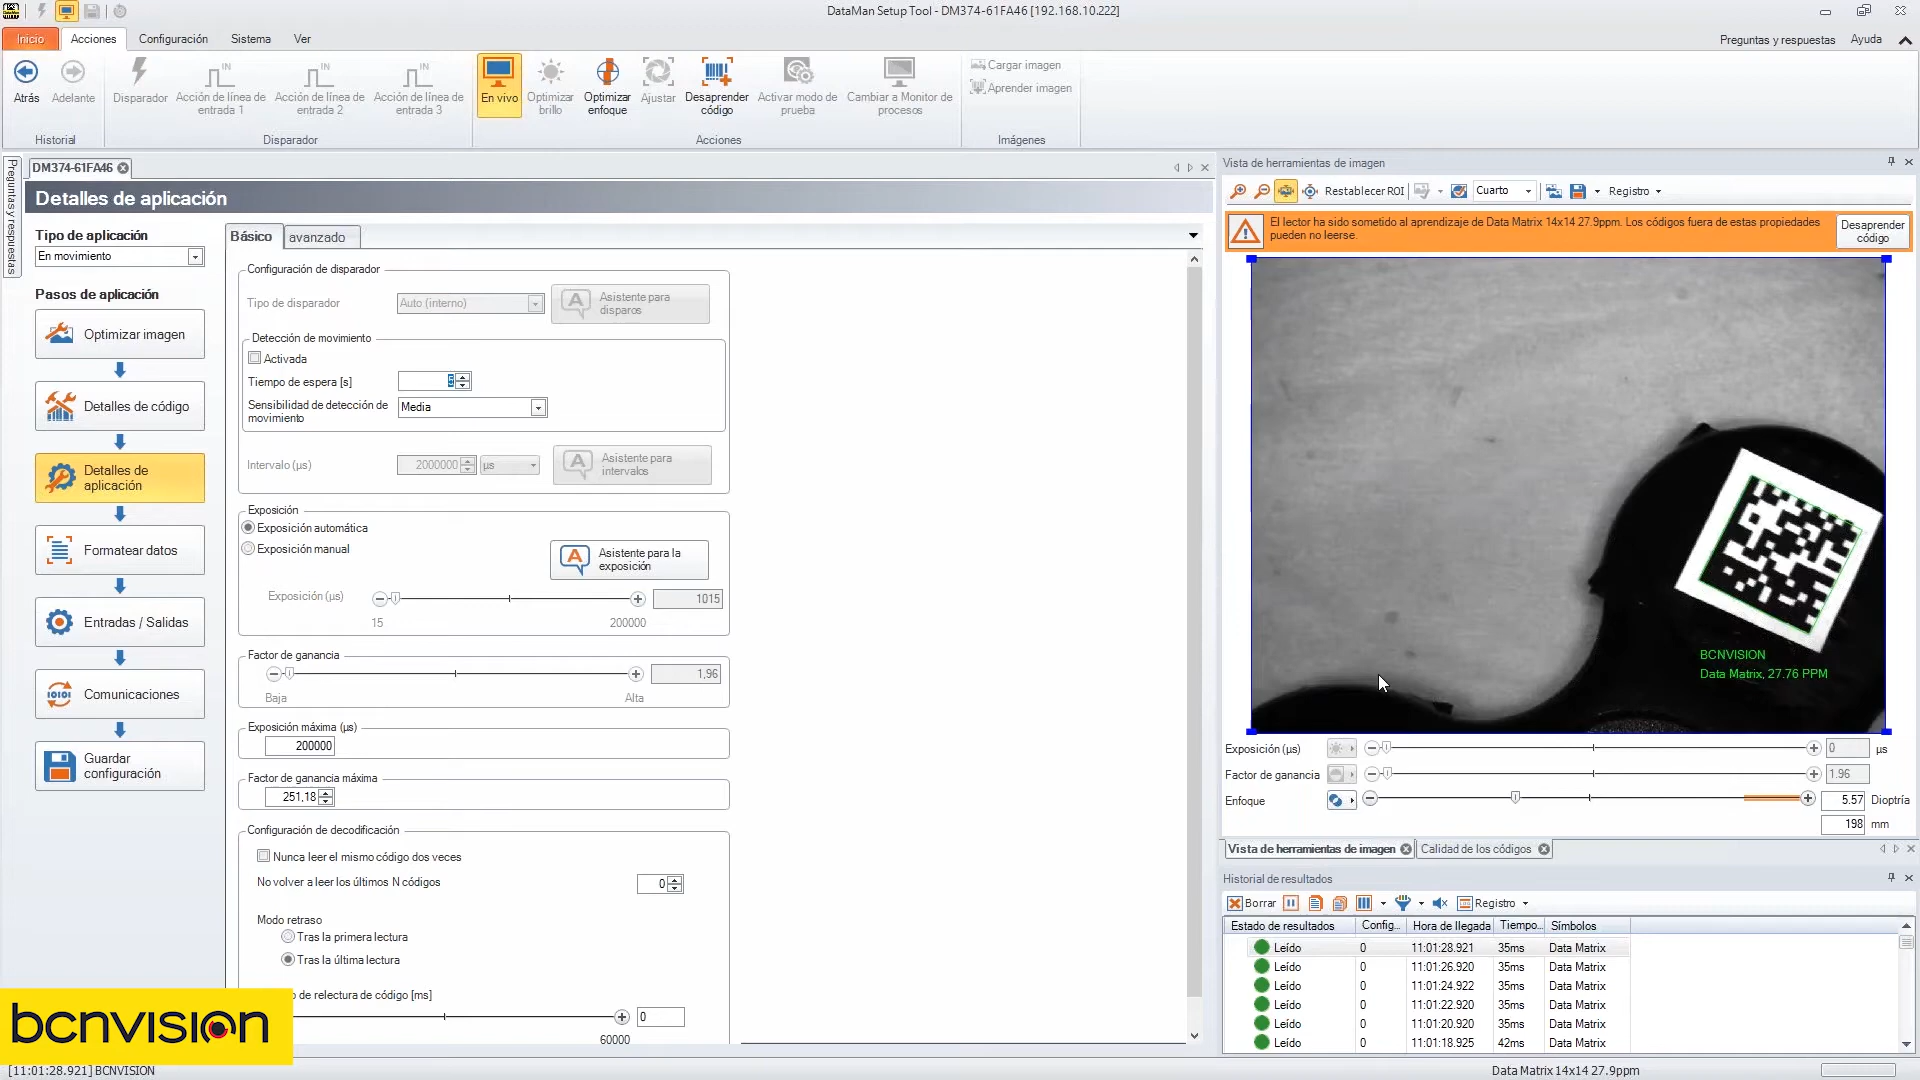 DataMan Setup Tool - DM374-61FA46 [192.168.10.222]
Inicio
Acciones
Configuración
Sistema
Ver
Preguntas y respuestas
Ayuda
Atrás
Adelante
Historial
Disparador
Acción de línea de entrada 1
Acción de línea de entrada 2
Acción de línea de entrada 3
Disparador
En vivo
Optimizar brillo
Optimizar enfoque
Ajustar
Desaprender código
Activar modo de prueba
Cambiar a Monitor de procesos
Acciones
Cargar imagen
Aprender imagen
Imágenes
Preguntas y respuestas
DM374-61FA46
Detalles de aplicación
Tipo de aplicación
En movimiento
Pasos de aplicación
Optimizar imagen
Detalles de código
Detalles de aplicación
Formatear datos
Entradas / Salidas
Comunicaciones
Guardar configuración
Básico
avanzado
Configuración de disparador
Tipo de disparador
Auto (interno)
Asistente para disparos
Detección de movimiento
Activada
Tiempo de espera [s]
5
Sensibilidad de detección de movimiento
Media
Intervalo (µs)
2000000
µs
Asistente para intervalos
Exposición
Exposición automática
Exposición manual
Asistente para la exposición
Exposición (µs)
1015
15
200000
Factor de ganancia
1,96
Baja
Alta
Exposición máxima (µs)
200000
Factor de ganancia máxima
251,18
Configuración de decodificación
Nunca leer el mismo código dos veces
No volver a leer los últimos N códigos
0
Modo retraso
Tras la primera lectura
Tras la última lectura
de relectura de código [ms]
0
60000
bcnvision
[11:01:28.921] BCNVISION
Vista de herramientas de imagen
Restablecer ROI
Cuarto
Registro
El lector ha sido sometido al aprendizaje de Data Matrix 14x14 27.9ppm. Los códigos fuera de estas propiedades
pueden no leerse.
Desaprender código
BCNVISION
Data Matrix, 27.76 PPM
Exposición (µs)
0
µs
Factor de ganancia
1.96
Enfoque
5.57
Dioptría
198
mm
Vista de herramientas de imagen
Calidad de los códigos
Historial de resultados
Borrar
Registro
Estado de resultados Config... Hora de llegada Tiempo... Símbolos
Leído 0 11:01:28.921 35ms Data Matrix
Leído 0 11:01:26.920 35ms Data Matrix
Leído 0 11:01:24.922 35ms Data Matrix
Leído 0 11:01:22.920 35ms Data Matrix
Leído 0 11:01:20.920 35ms Data Matrix
Leído 0 11:01:18.925 42ms Data Matrix
Data Matrix 14x14 27.9ppm